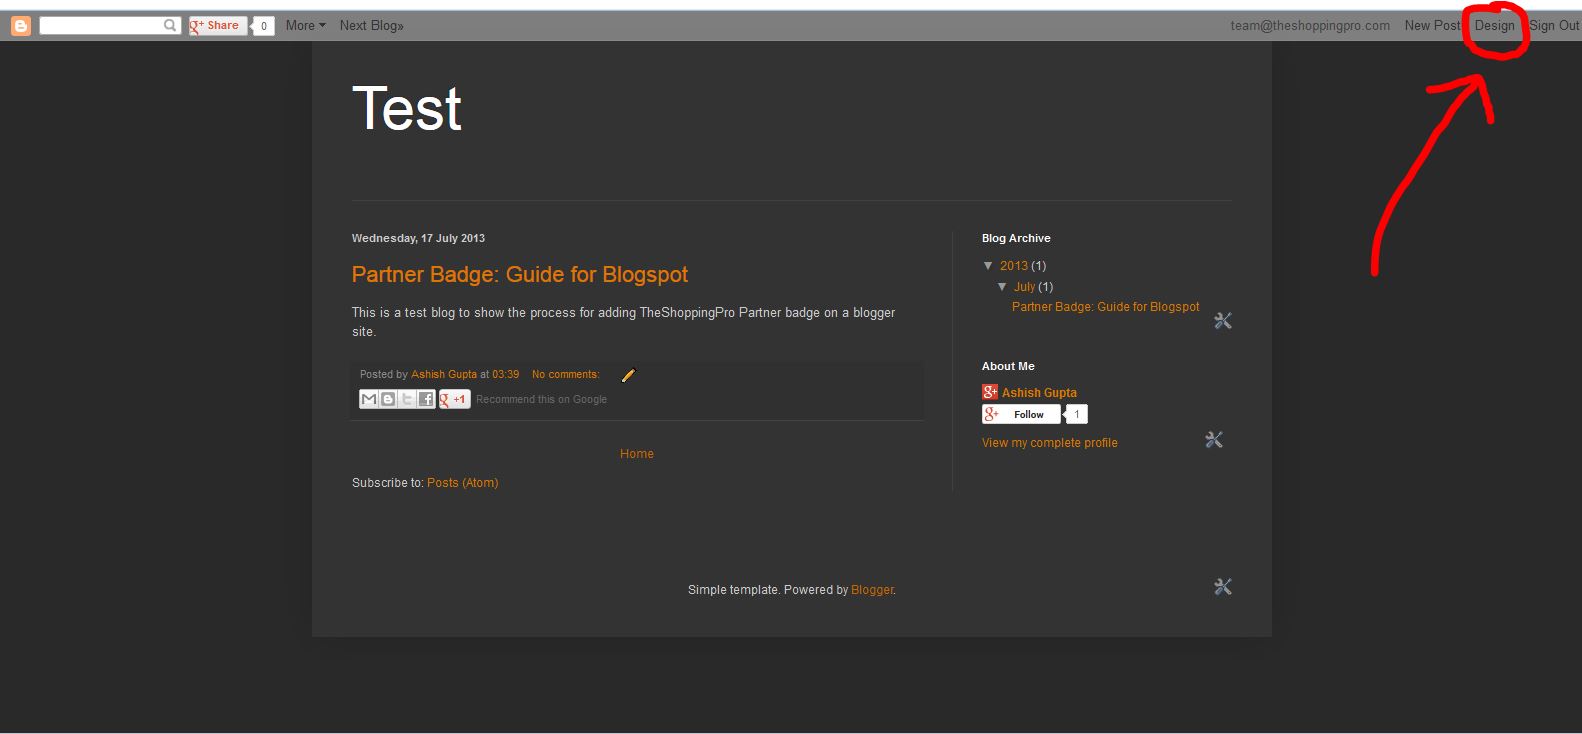 g+ Share 0 More Next Blog» team@theshoppingpro.com New Post Design Sign Out
Test
Wednesday, 17 July 2013
Partner Badge: Guide for Blogspot
This is a test blog to show the process for adding TheShoppingPro Partner badge on a blogger
site.
Posted by Ashish Gupta at 03:39 No comments:
g +1 Recommend this on Google
Home
Subscribe to: Posts (Atom)
Blog Archive
▼ 2013 (1)
▼ July (1)
Partner Badge: Guide for Blogspot
About Me
g+ Ashish Gupta
g+ Follow 1
View my complete profile
Simple template. Powered by Blogger.